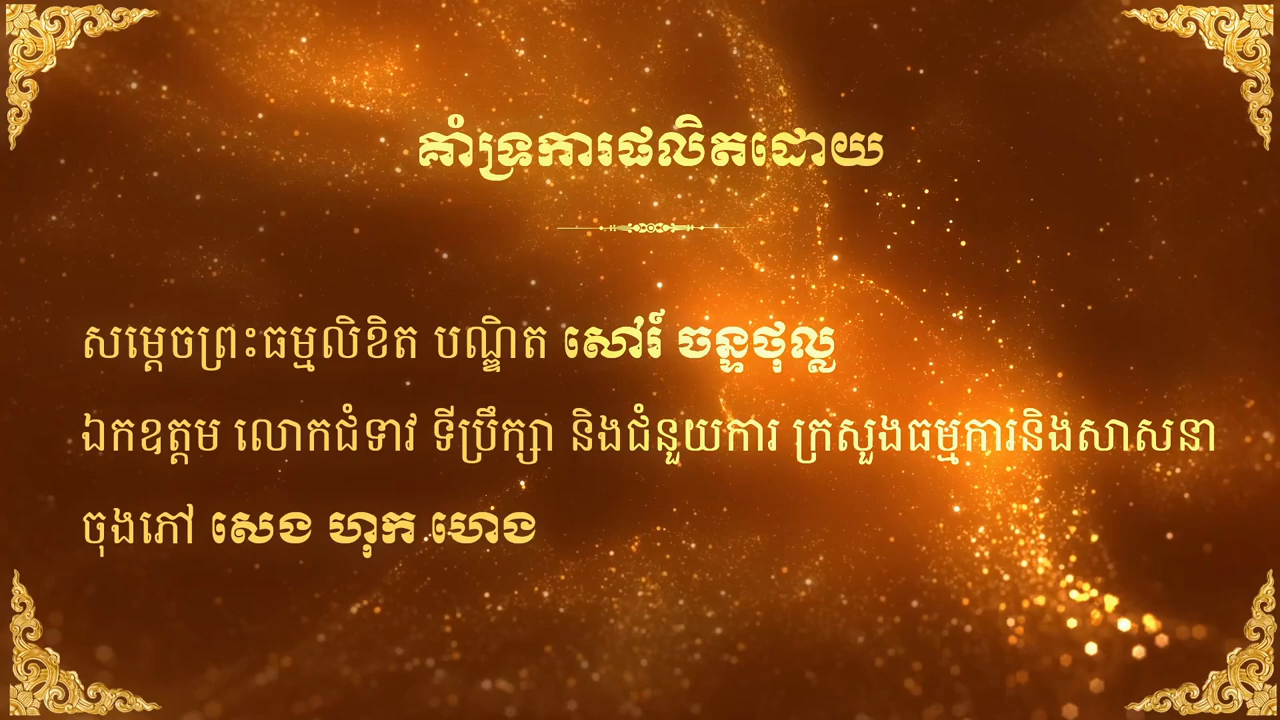 គាំទ្រការផលិតដោយ
សម្តេចព្រះធម្មលិខិត បណ្ឌិត សៅរ៍ ចន្ទថុល្ល
ឯកឧត្តម លោកជំទាវ ទីប្រឹក្សា និងជំនួយការ ក្រសួងធម្មការនិងសាសនា
ចុងភៅ សេង ហុក ហេង